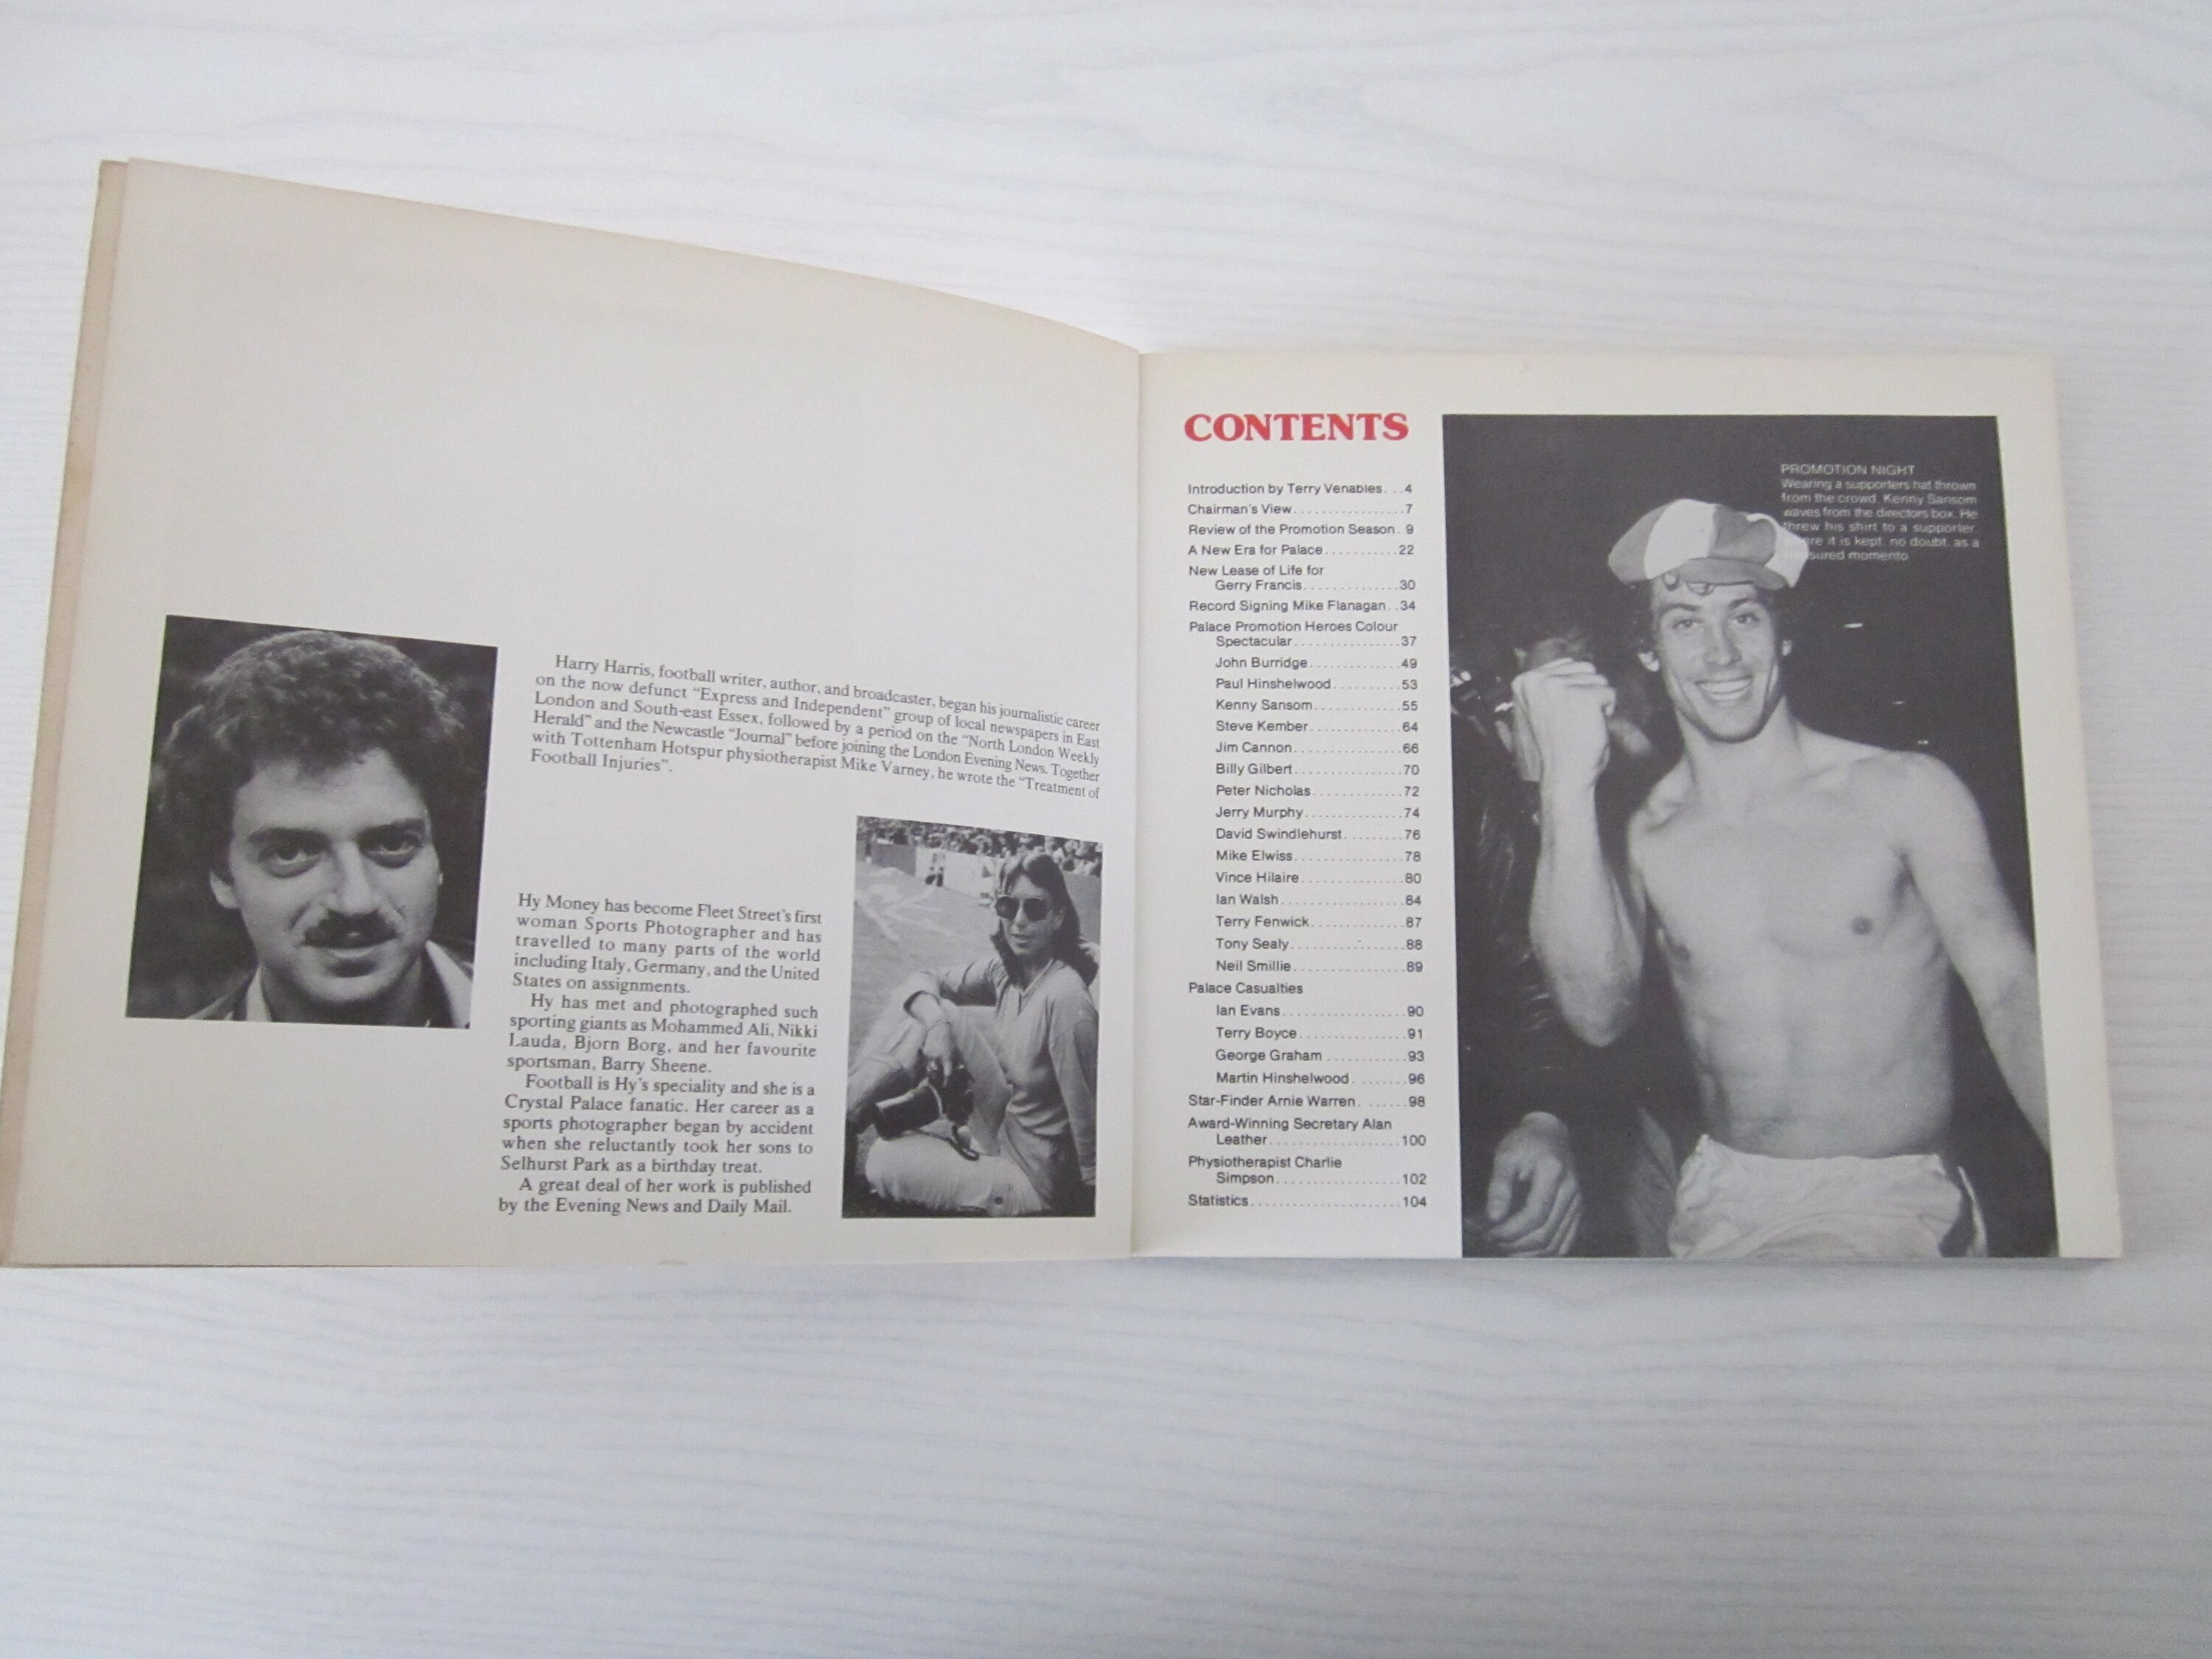 Harry Harris, football writer, author, and broadcaster, began his journalistic career
on the now defunct “Express and Independent” group of local newspapers in East
London and South-east Essex, followed by a period on the “North London Weekly
Herald” and the Newcastle “Journal” before joining the London Evening News. Together
with Tottenham Hotspur physiotherapist Mike Varney, he wrote the “Treatment of
Football Injuries”.
Hy Money has become Fleet Street’s first
woman Sports Photographer and has
travelled to many parts of the world
including Italy, Germany, and the United
States on assignments.
Hy has met and photographed such
sporting giants as Mohammed Ali, Nikki
Lauda, Bjorn Borg, and her favourite
sportsman, Barry Sheene.
Football is Hy’s speciality and she is a
Crystal Palace fanatic. Her career as a
sports photographer began by accident
when she reluctantly took her sons to
Selhurst Park as a birthday treat.
A great deal of her work is published
by the Evening News and Daily Mail.
CONTENTS
Introduction by Terry Venables. . .4
Chairman’s View. . . . . . . . . . . . . . . .7
Review of the Promotion Season. 9
A New Era for Palace. . . . . . . . . . .22
New Lease of Life for
Gerry Francis. . . . . . . . . . . . . .30
Record Signing Mike Flanagan. .34
Palace Promotion Heroes Colour
Spectacular. . . . . . . . . . . . . . . 37
John Burridge. . . . . . . . . . . . .49
Paul Hinshelwood. . . . . . . . . .53
Kenny Sansom. . . . . . . . . . . . .55
Steve Kember. . . . . . . . . . . . . 64
Jim Cannon. . . . . . . . . . . . . . . 66
Billy Gilbert. . . . . . . . . . . . . . . .70
Peter Nicholas. . . . . . . . . . . . .72
Jerry Murphy. . . . . . . . . . . . . . 74
David Swindlehurst. . . . . . . . .76
Mike Elwiss. . . . . . . . . . . . . . . .78
Vince Hilaire. . . . . . . . . . . . . . .80
Ian Walsh. . . . . . . . . . . . . . . . . .84
Terry Fenwick. . . . . . . . . . . . . .87
Tony Sealy. . . . . . . . . . . . . . . . .88
Neil Smillie. . . . . . . . . . . . . . . . 89
Palace Casualties
Ian Evans. . . . . . . . . . . . . . . . . .90
Terry Boyce. . . . . . . . . . . . . . . .91
George Graham . . . . . . . . . . . .93
Martin Hinshelwood. . . . . . . . 96
Star-Finder Arnie Warren. . . . . . .98
Award-Winning Secretary Alan
Leather. . . . . . . . . . . . . . . . . . .100
Physiotherapist Charlie
Simpson. . . . . . . . . . . . . . . . . .102
Statistics. . . . . . . . . . . . . . . . . . . . . .104
PROMOTION NIGHT
Wearing a supporters hat thrown
from the crowd, Kenny Sansom
waves from the directors box. He
threw his shirt to a supporter,
it is kept, no doubt, as a
momento